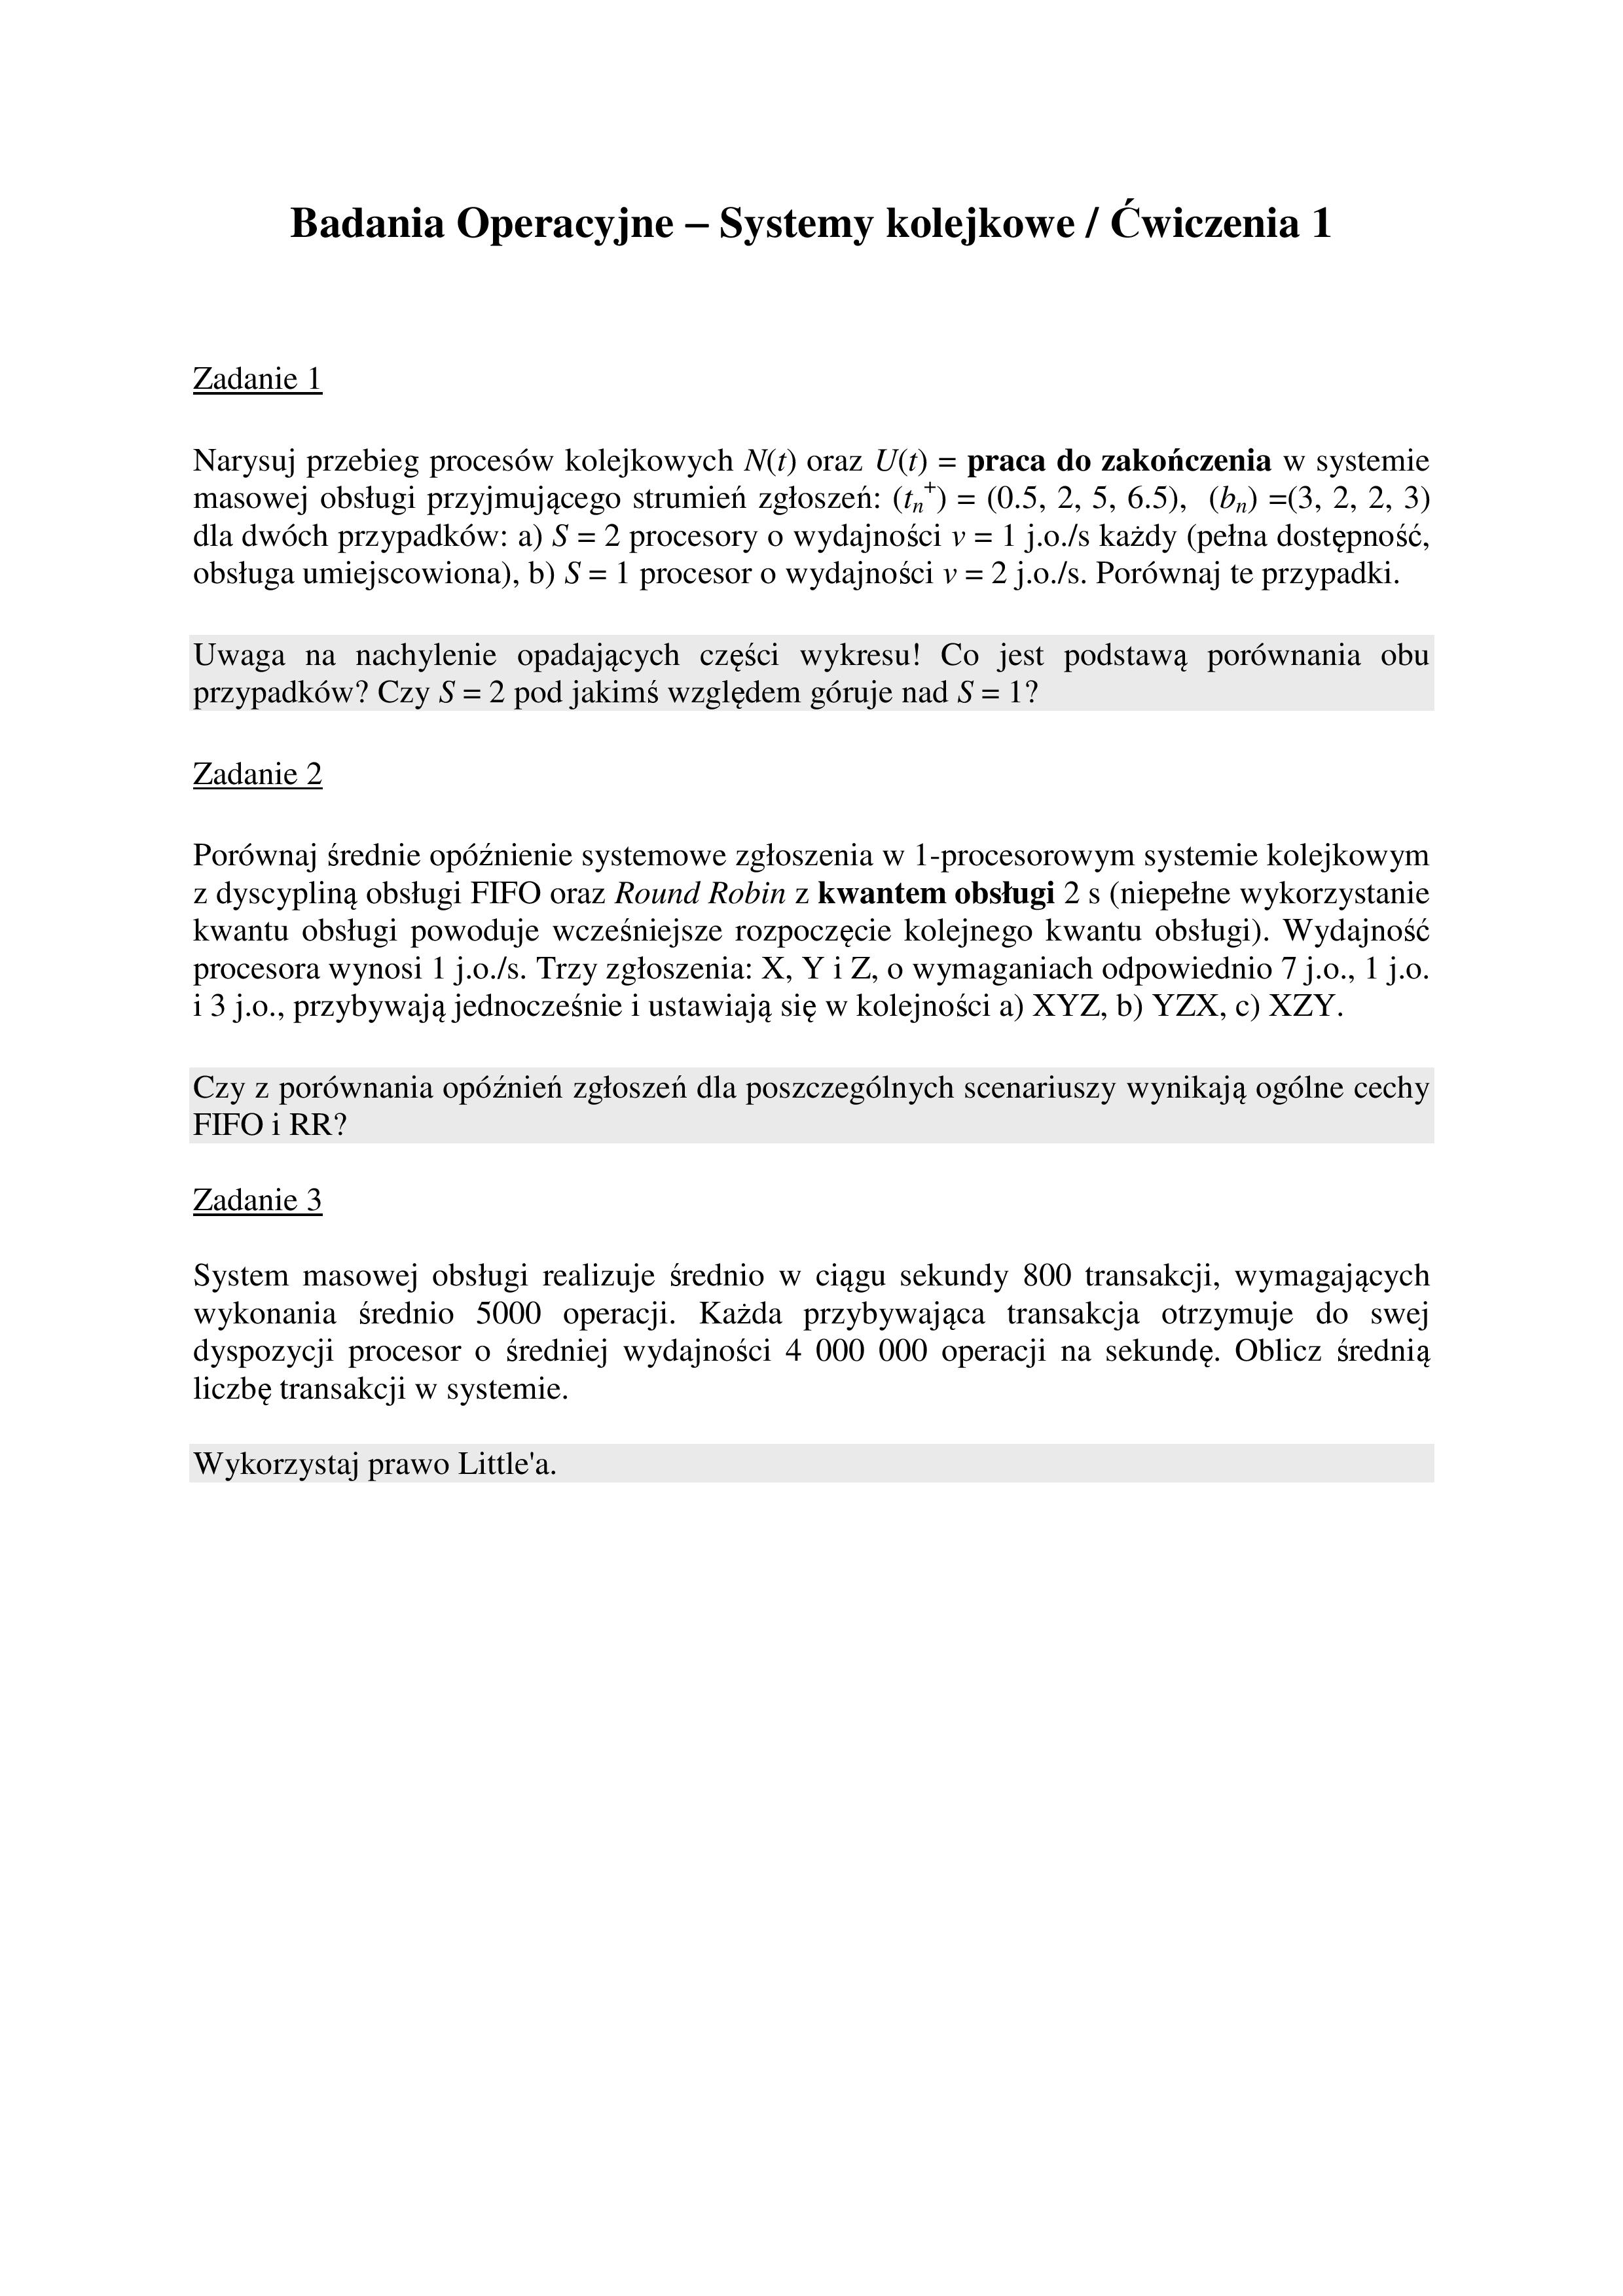 Badania Operacyjne – Systemy kolejkowe / Ćwiczenia 1
Zadanie 1
Narysuj przebieg procesów kolejkowych N(t) oraz U(t) = praca do zakończenia w systemie
masowej obsługi przyjmującego strumień zgłoszeń: (tn+) = (0.5, 2, 5, 6.5), (bn) =(3, 2, 2, 3)
dla dwóch przypadków: a) S = 2 procesory o wydajności v = 1 j.o./s każdy (pełna dostępność,
obsługa umiejscowiona), b) S = 1 procesor o wydajności v = 2 j.o./s. Porównaj te przypadki.
Uwaga na nachylenie opadających części wykresu! Co jest podstawą porównania obu
przypadków? Czy S = 2 pod jakimś względem góruje nad S = 1?
Zadanie 2
Porównaj średnie opóźnienie systemowe zgłoszenia w 1-procesorowym systemie kolejkowym
z dyscypliną obsługi FIFO oraz Round Robin z kwantem obsługi 2 s (niepełne wykorzystanie
kwantu obsługi powoduje wcześniejsze rozpoczęcie kolejnego kwantu obsługi). Wydajność
procesora wynosi 1 j.o./s. Trzy zgłoszenia: X, Y i Z, o wymaganiach odpowiednio 7 j.o., 1 j.o.
i 3 j.o., przybywają jednocześnie i ustawiają się w kolejności a) XYZ, b) YZX, c) XZY.
Czy z porównania opóźnień zgłoszeń dla poszczególnych scenariuszy wynikają ogólne cechy
FIFO i RR?
Zadanie 3
System masowej obsługi realizuje średnio w ciągu sekundy 800 transakcji, wymagających
wykonania średnio 5000 operacji. Każda przybywająca transakcja otrzymuje do swej
dyspozycji procesor o średniej wydajności 4 000 000 operacji na sekundę. Oblicz średnią
liczbę transakcji w systemie.
Wykorzystaj prawo Little'a.